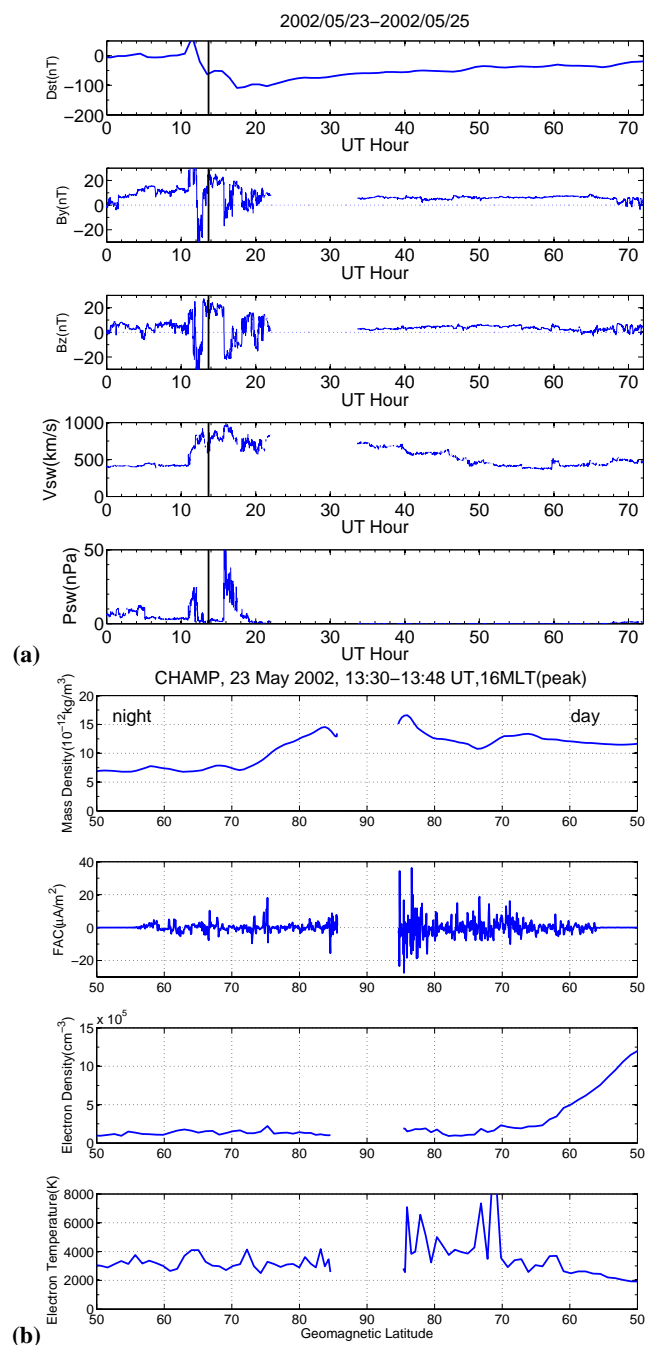 2002/05/23−2002/05/25
Dst(nT)
0
−100
−200
0 10 20 30 40 50 60 70
UT Hour
By(nT)
20
0
−20
0 10 20 30 40 50 60 70
UT Hour
Bz(nT)
20
0
−20
0 10 20 30 40 50 60 70
UT Hour
Vsw(km/s)
1000
500
0
0 10 20 30 40 50 60 70
UT Hour
Psw(nPa)
50
0
0 10 20 30 40 50 60 70
UT Hour
(a)
CHAMP, 23 May 2002, 13:30−13:48 UT,16MLT(peak)
night
day
Mass Density(10−12kg/m3)
20
15
10
5
0
50 60 70 80 90 80 70 60 50
FAC(μA/m2)
40
20
0
−20
50 60 70 80 90 80 70 60 50
x 105
Electron Density(cm−3)
15
10
5
0
50 60 70 80 90 80 70 60 50
Electron Temperature(K)
8000
6000
4000
2000
0
50 60 70 80 90 80 70 60 50
Geomagnetic Latitude
(b)